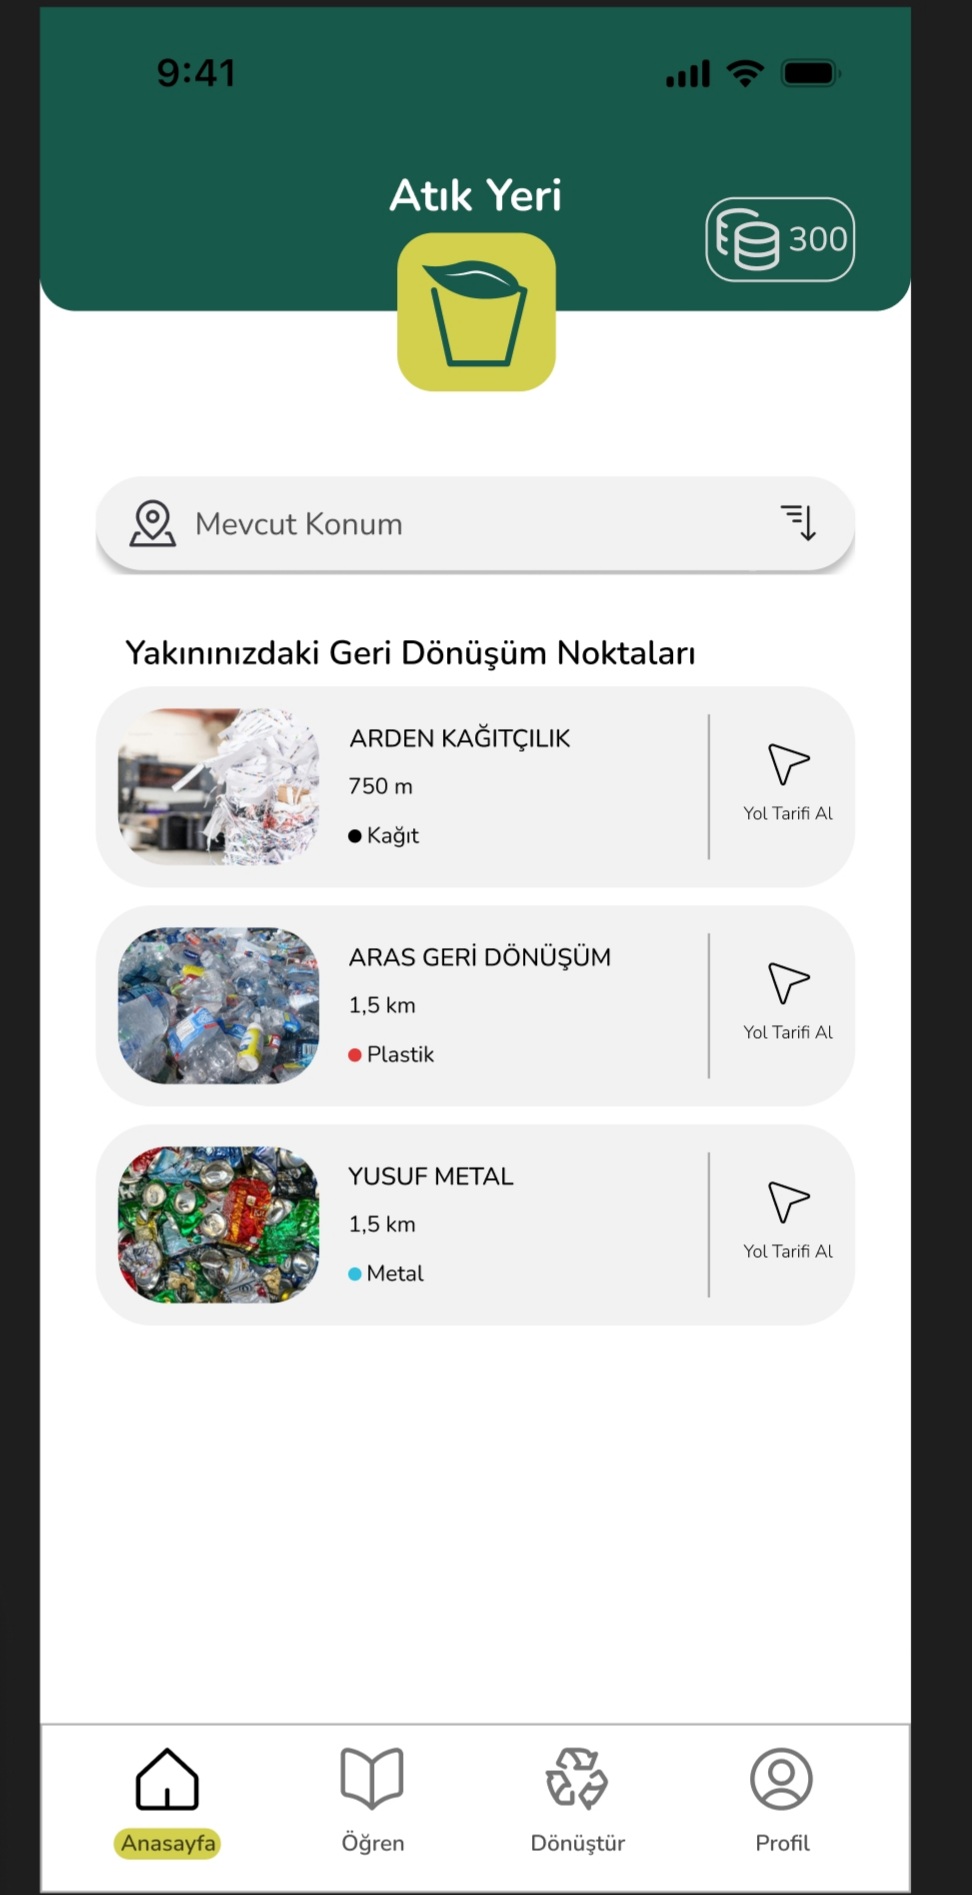 9:41
Atık Yeri
300
Mevcut Konum
Yakınınızdaki Geri Dönüşüm Noktaları
ARDEN KAĞITÇILIK
750 m
Kağıt
Yol Tarifi Al
ARAS GERİ DÖNÜŞÜM
1,5 km
Plastik
Yol Tarifi Al
YUSUF METAL
1,5 km
Metal
Yol Tarifi Al
Anasayfa
Öğren
Dönüştür
Profil